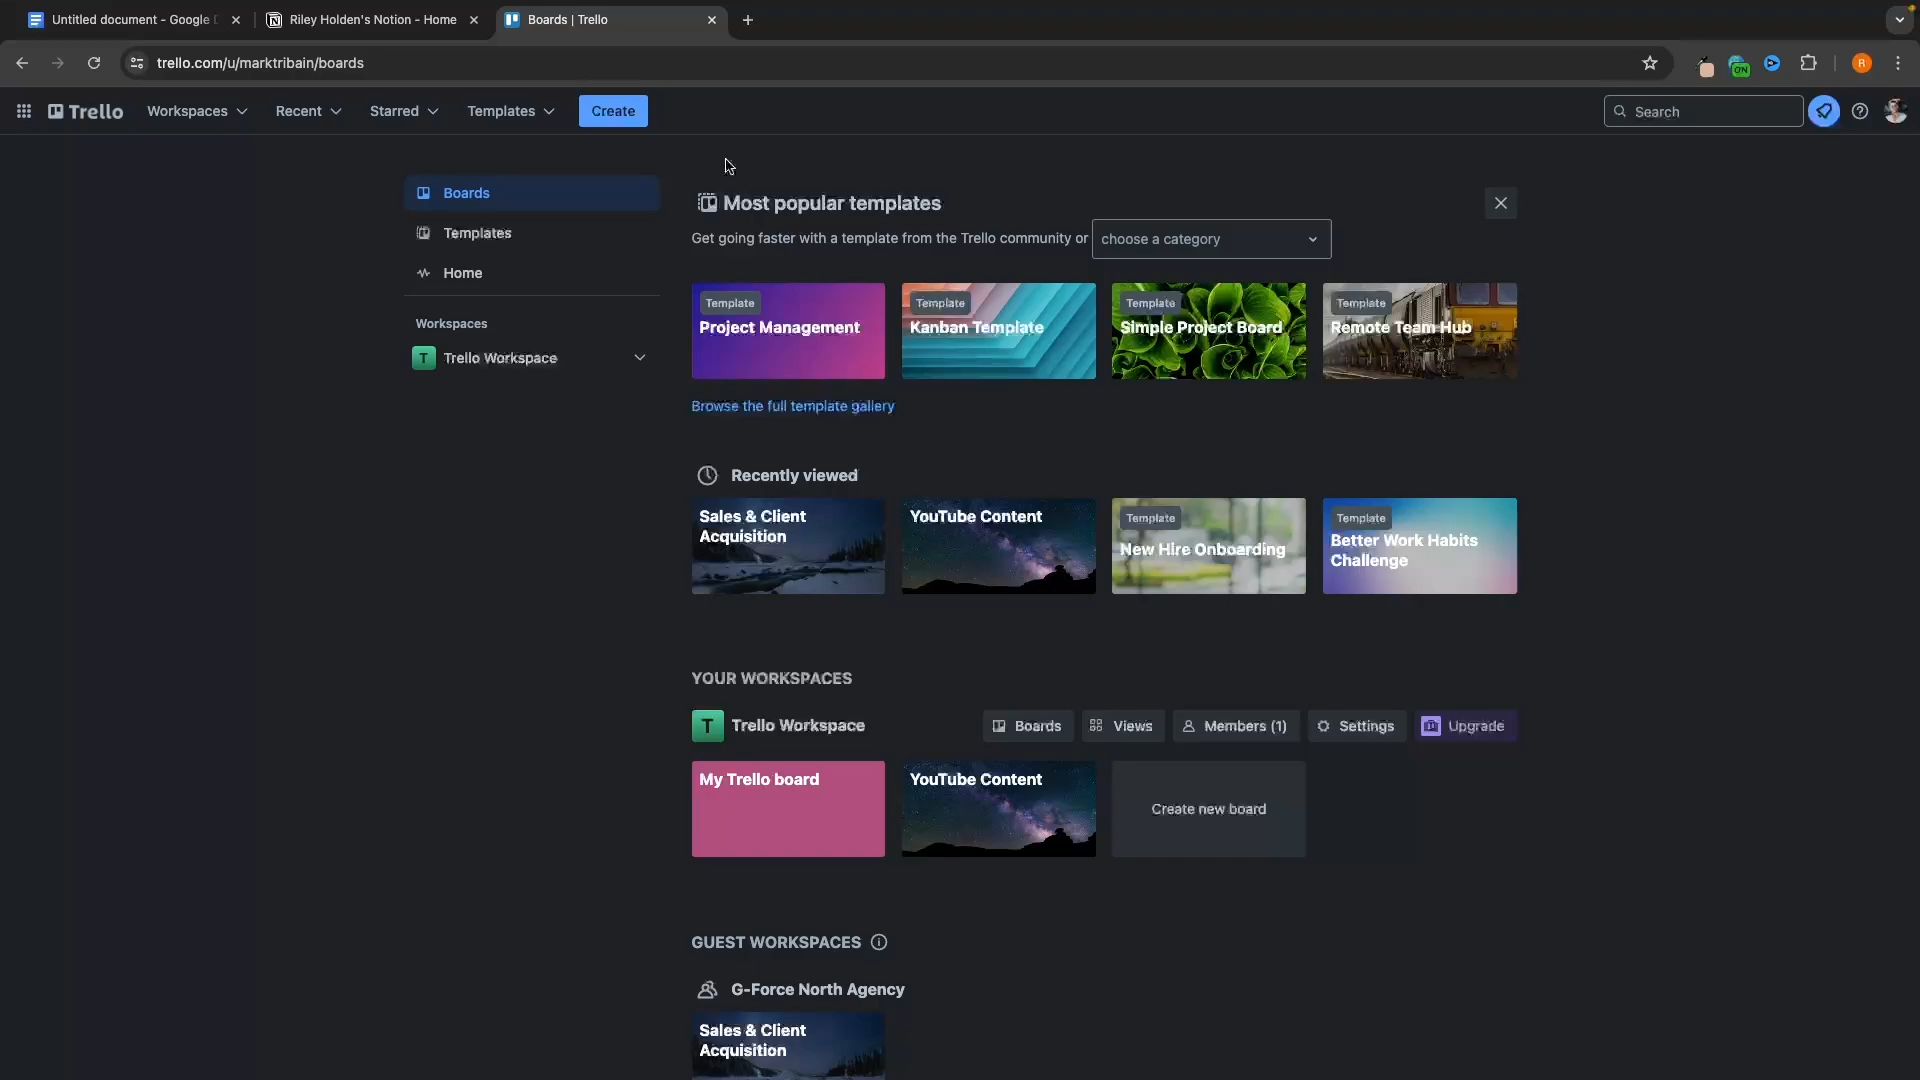 Untitled document - Google D
Riley Holden's Notion - Home
Boards | Trello
trello.com/u/marktribain/boards
ON
R
Trello
Workspaces
Recent
Starred
Templates
Create
Search
Boards
Templates
Home
Workspaces
T
Trello Workspace
Most popular templates
Get going faster with a template from the Trello community or
choose a category
Template
Project Management
Template
Kanban Template
Template
Simple Project Board
Template
Remote Team Hub
Browse the full template gallery
Recently viewed
Sales & Client
Acquisition
YouTube Content
Template
New Hire Onboarding
Template
Better Work Habits
Challenge
YOUR WORKSPACES
T
Trello Workspace
Boards
Views
Members (1)
Settings
Upgrade
My Trello board
YouTube Content
Create new board
GUEST WORKSPACES
G-Force North Agency
Sales & Client
Acquisition